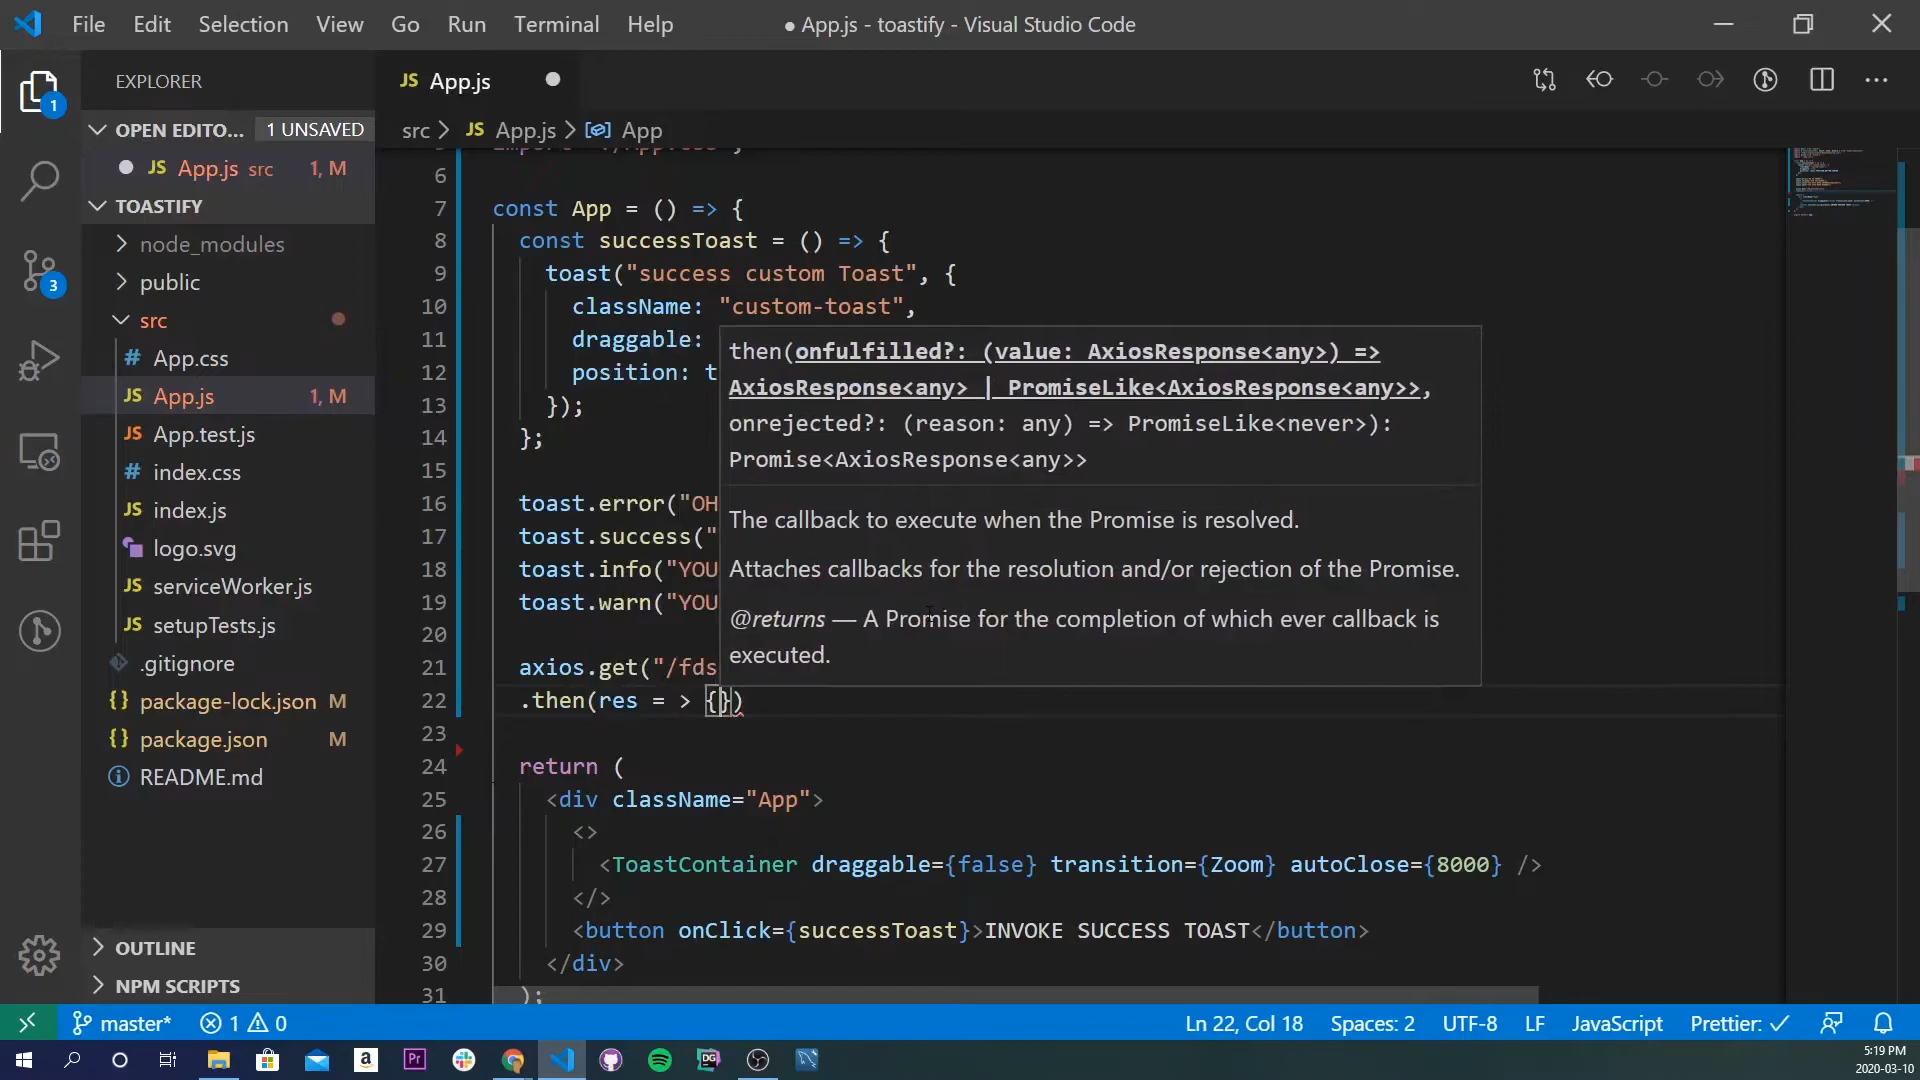 File Edit Selection View Go Run Terminal Help
● App.js - toastify - Visual Studio Code
EXPLORER
OPEN EDITO... 1 UNSAVED
JS App.js src 1, M
TOASTIFY
node_modules
public
src
# App.css
JS App.js 1, M
JS App.test.js
# index.css
JS index.js
logo.svg
JS serviceWorker.js
JS setupTests.js
.gitignore
{} package-lock.json M
{} package.json M
README.md
OUTLINE
NPM SCRIPTS
1
3
JS App.js
src > JS App.js > App
6
7 const App = () => {
8 const successToast = () => {
9 toast("success custom Toast", {
10 className: "custom-toast",
11 draggable:
12 position: t
13 });
14 };
15
16 toast.error("OH
17 toast.success("
18 toast.info("YOU
19 toast.warn("YOU
20
21 axios.get("/fds
22 .then(res = > {})
23
24 return (
25 <div className="App">
26 <>
27 <ToastContainer draggable={false} transition={Zoom} autoClose={8000} />
28 </>
29 <button onClick={successToast}>INVOKE SUCCESS TOAST</button>
30 </div>
31 );
then(onfulfilled?: (value: AxiosResponse<any>) =>
AxiosResponse<any> | PromiseLike<AxiosResponse<any>>,
onrejected?: (reason: any) => PromiseLike<never>):
Promise<AxiosResponse<any>>
The callback to execute when the Promise is resolved.
Attaches callbacks for the resolution and/or rejection of the Promise.
@returns — A Promise for the completion of which ever callback is
executed.
master* 1 0
Ln 22, Col 18 Spaces: 2 UTF-8 LF JavaScript Prettier: ✓
a Pr DG
5:19 PM
2020-03-10